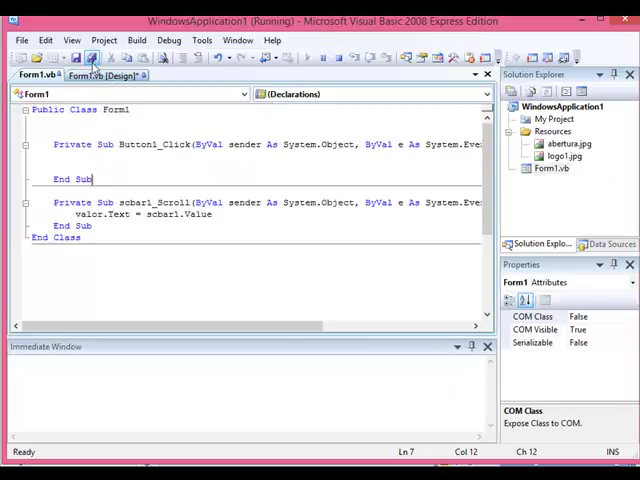 WindowsApplication1 (Running) - Microsoft Visual Basic 2008 Express Edition
File Edit View Project Build Debug Tools Window Help
Form1.vb Form1.vb [Design]*
Form1 (Declarations)
Public Class Form1
Private Sub Button1_Click(ByVal sender As System.Object, ByVal e As System.Even
End Sub
Private Sub scbar1_Scroll(ByVal sender As System.Object, ByVal e As System.Even
valor.Text = scbar1.Value
End Sub
End Class
Immediate Window
Solution Explorer
WindowsApplication1
My Project
Resources
abertura.jpg
logo1.jpg
Form1.vb
Solution Explo... Data Sources
Properties
Form1 Attributes
COM Class False
COM Visible True
Serializable False
COM Class
Expose Class to COM.
Ready Ln 7 Col 12 Ch 12 INS